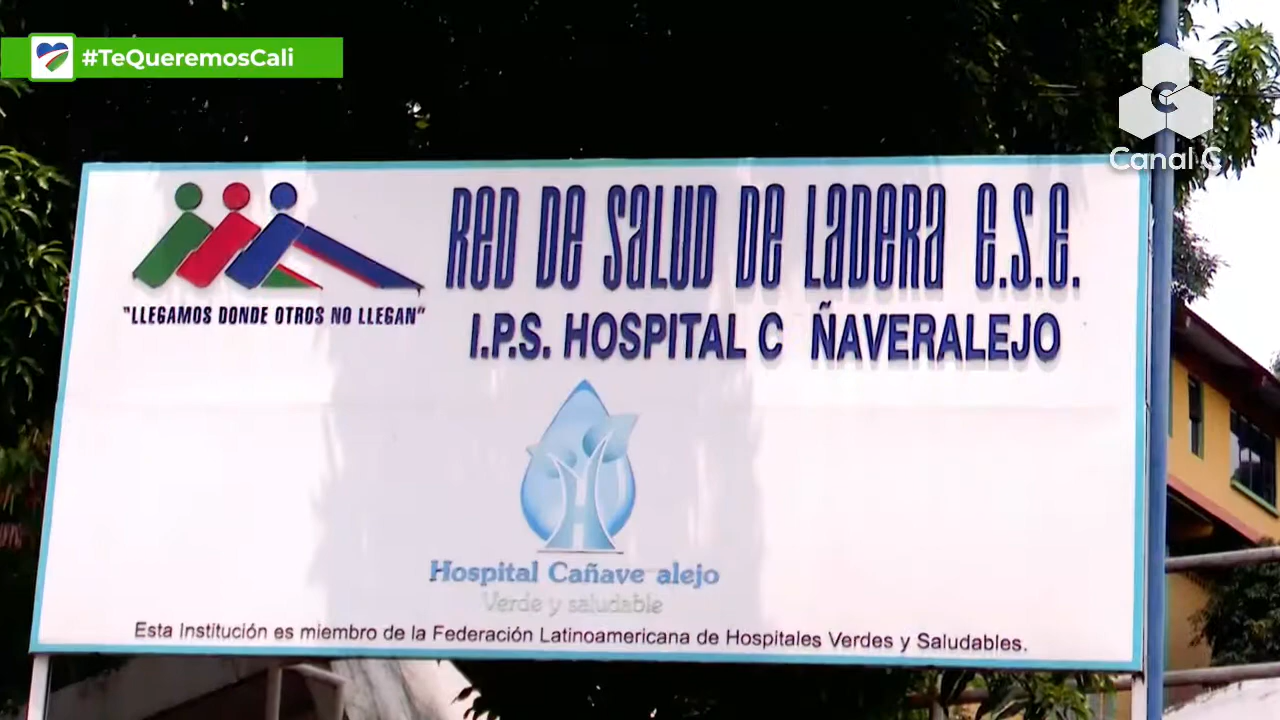 #TeQueremosCali
C
Canal C
RED DE SALUD DE LADERA E.S.E.
"LLEGAMOS DONDE OTROS NO LLEGAN"
I.P.S. HOSPITAL C ÑAVERALEJO
Hospital Cañave alejo
Verde y saludable
Esta Institución es miembro de la Federación Latinoamericana de Hospitales Verdes y Saludables.